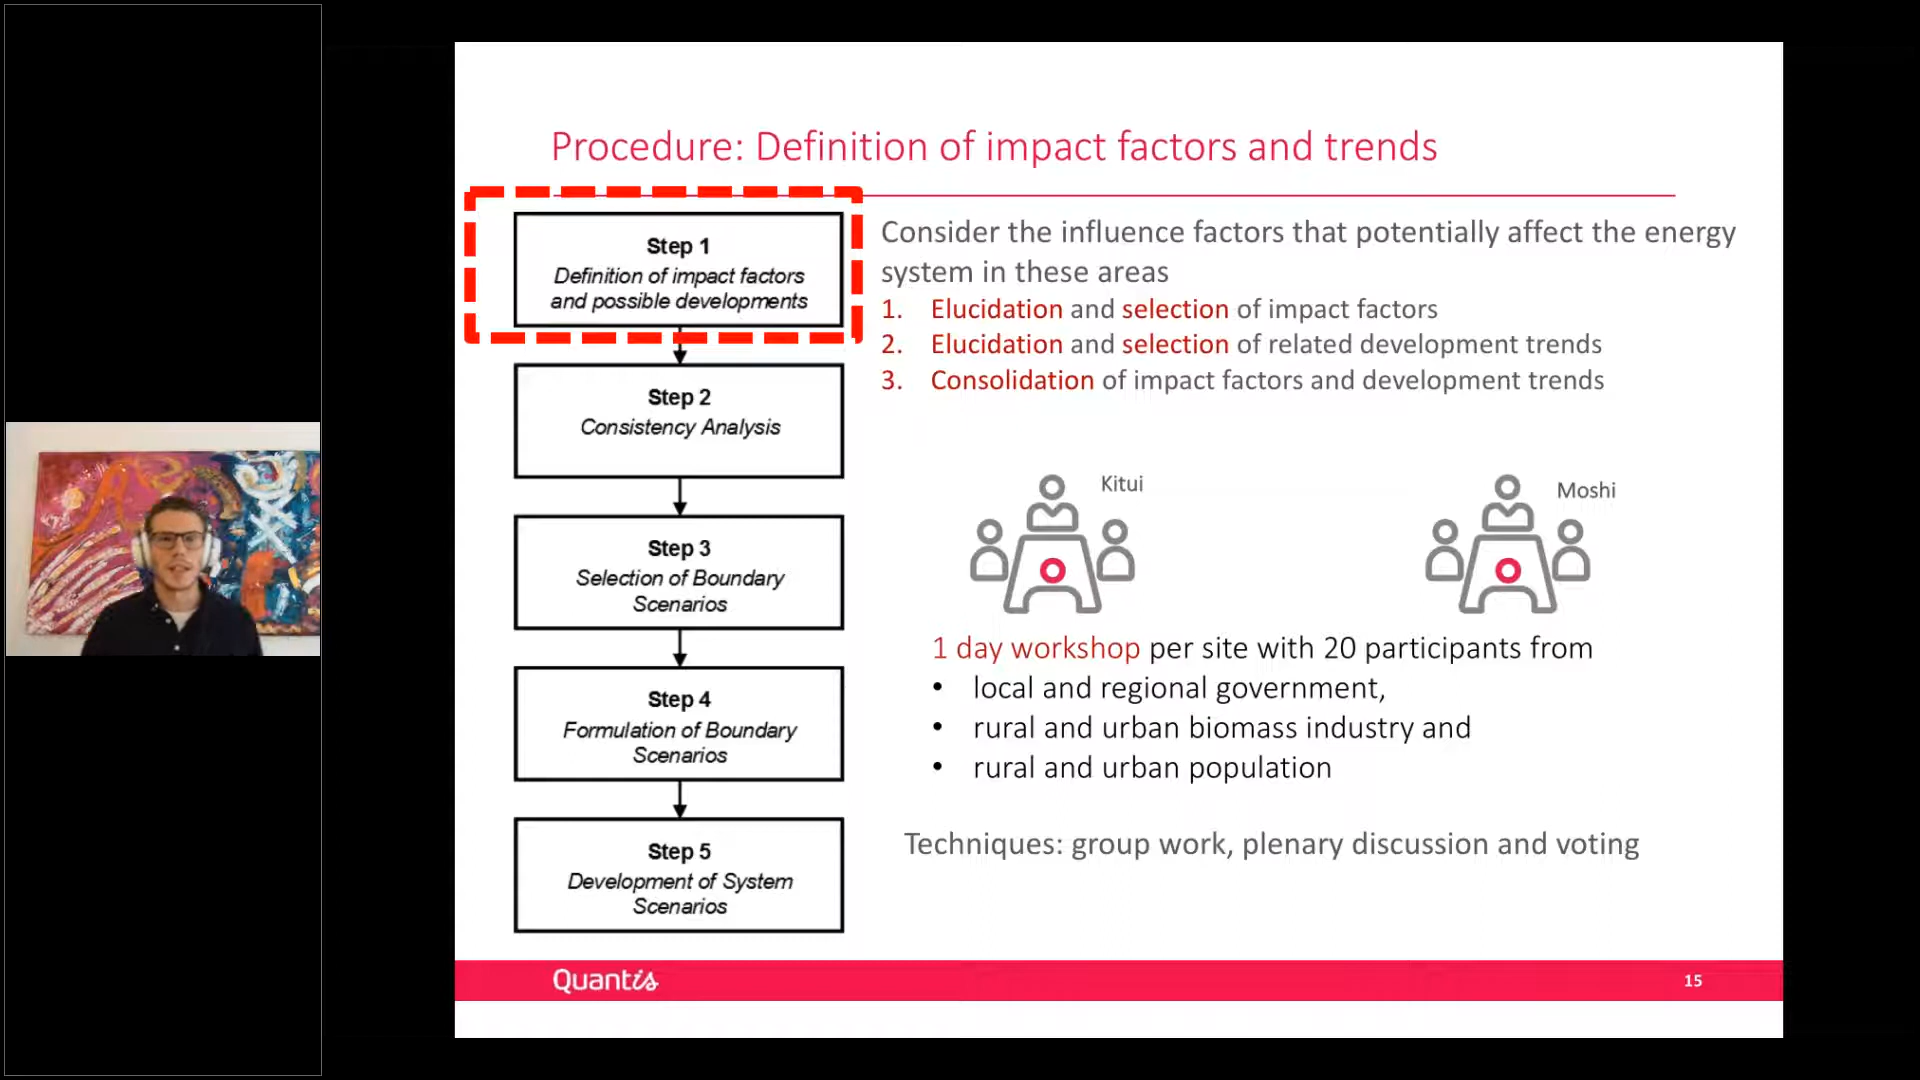 Procedure: Definition of impact factors and trends
Step 1
Definition of impact factors
and possible developments
Step 2
Consistency Analysis
Step 3
Selection of Boundary
Scenarios
Step 4
Formulation of Boundary
Scenarios
Step 5
Development of System
Scenarios
Consider the influence factors that potentially affect the energy
system in these areas
1. Elucidation and selection of impact factors
2. Elucidation and selection of related development trends
3. Consolidation of impact factors and development trends
Kitui
Moshi
1 day workshop per site with 20 participants from
• local and regional government,
• rural and urban biomass industry and
• rural and urban population
Techniques: group work, plenary discussion and voting
Quantis
15